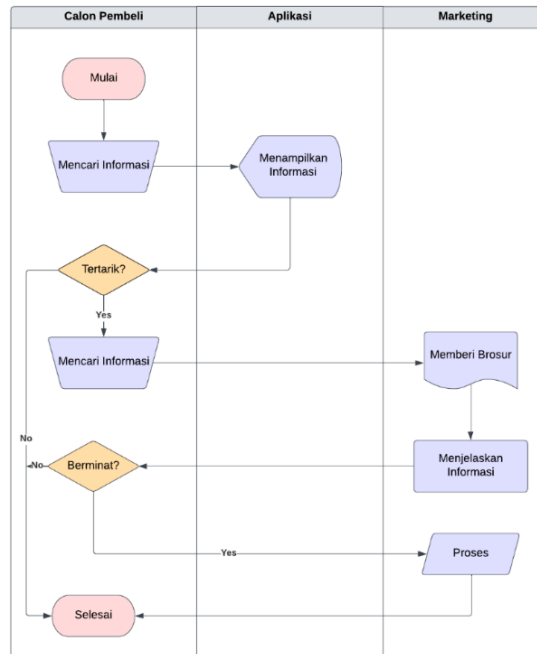 Calon Pembeli
Aplikasi
Marketing
Mulai
Mencari Informasi
Menampilkan
Informasi
Tertarik?
Yes
Mencari Informasi
Memberi Brosur
No
No
Berminat?
Menjelaskan
Informasi
Yes
Proses
Selesai